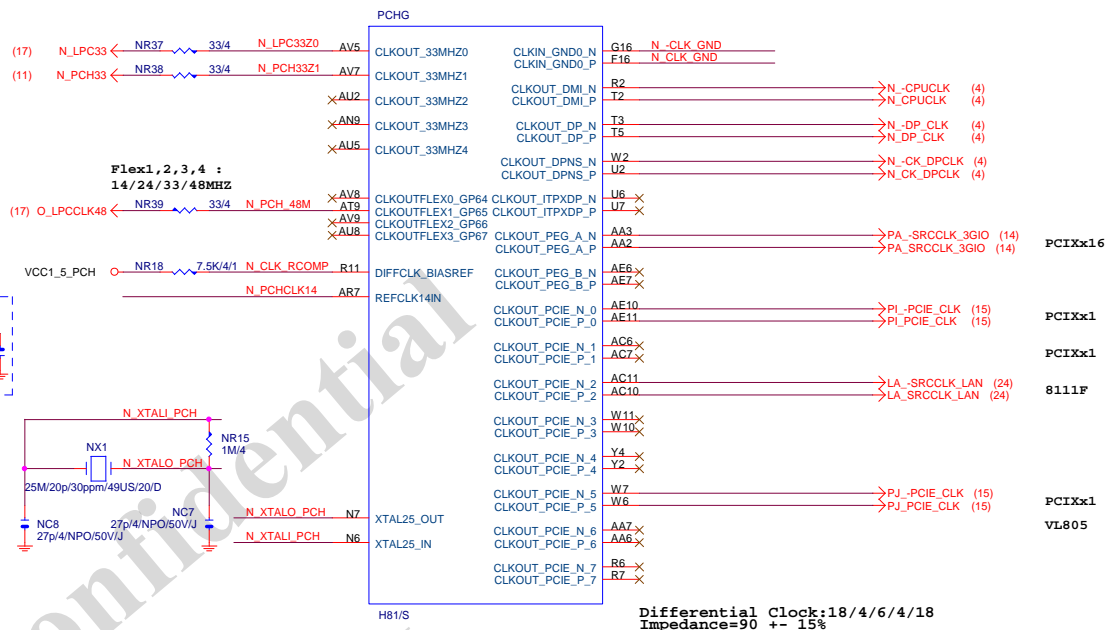 PCHG
(17) N_LPC33 NR37 33/4 N_LPC33Z0 AV5 CLKOUT_33MHZ0 CLKIN_GND0_N G16 N_-CLK_GND
CLKIN_GND0_P F16 N_CLK_GND
(11) N_PCH33 NR38 33/4 N_PCH33Z1 AV7 CLKOUT_33MHZ1
CLKOUT_DMI_N R2 N_-CPUCLK (4)
AU2 CLKOUT_33MHZ2 CLKOUT_DMI_P T2 N_CPUCLK (4)
AN9 CLKOUT_33MHZ3 CLKOUT_DP_N T3 N_-DP_CLK (4)
CLKOUT_DP_P T5 N_DP_CLK (4)
AU5 CLKOUT_33MHZ4
CLKOUT_DPNS_N W2 N_-CK_DPCLK (4)
CLKOUT_DPNS_P U2 N_CK_DPCLK (4)
Flex1,2,3,4 :
14/24/33/48MHZ
AV8 CLKOUTFLEX0_GP64 CLKOUT_ITPXDP_N U6
(17) O_LPCCLK48 NR39 33/4 N_PCH_48M AT9 CLKOUTFLEX1_GP65 CLKOUT_ITPXDP_P U7
AV9 CLKOUTFLEX2_GP66
AU8 CLKOUTFLEX3_GP67 CLKOUT_PEG_A_N AA3 PA_-SRCCLK_3GIO (14)
CLKOUT_PEG_A_P AA2 PA_SRCCLK_3GIO (14) PCIXx16
VCC1_5_PCH NR18 7.5K/4/1 N_CLK_RCOMP R11 DIFFCLK_BIASREF CLKOUT_PEG_B_N AE6
CLKOUT_PEG_B_P AE7
N_PCHCLK14 AR7 REFCLK14IN
CLKOUT_PCIE_N_0 AE10 PI_-PCIE_CLK (15)
CLKOUT_PCIE_P_0 AE11 PI_PCIE_CLK (15) PCIXx1
CLKOUT_PCIE_N_1 AC6
CLKOUT_PCIE_P_1 AC7 PCIXx1
CLKOUT_PCIE_N_2 AC11 LA_-SRCCLK_LAN (24)
CLKOUT_PCIE_P_2 AC10 LA_SRCCLK_LAN (24) 8111F
N_XTALI_PCH
CLKOUT_PCIE_N_3 W11
CLKOUT_PCIE_P_3 W10
NR15
1M/4
NX1 N_XTALO_PCH
CLKOUT_PCIE_N_4 Y4
CLKOUT_PCIE_P_4 Y2
25M/20p/30ppm/49US/20/D
CLKOUT_PCIE_N_5 W7 PJ_-PCIE_CLK (15)
CLKOUT_PCIE_P_5 W6 PJ_PCIE_CLK (15) PCIXx1
NC8 27p/4/NPO/50V/J
NC7 27p/4/NPO/50V/J
N_XTALO_PCH N7 XTAL25_OUT
VL805
CLKOUT_PCIE_N_6 AA7
CLKOUT_PCIE_P_6 AA6
N_XTALI_PCH N6 XTAL25_IN
CLKOUT_PCIE_N_7 R6
CLKOUT_PCIE_P_7 R7
H81/S
Differential Clock:18/4/6/4/18
Impedance=90 +- 15%
onfidential